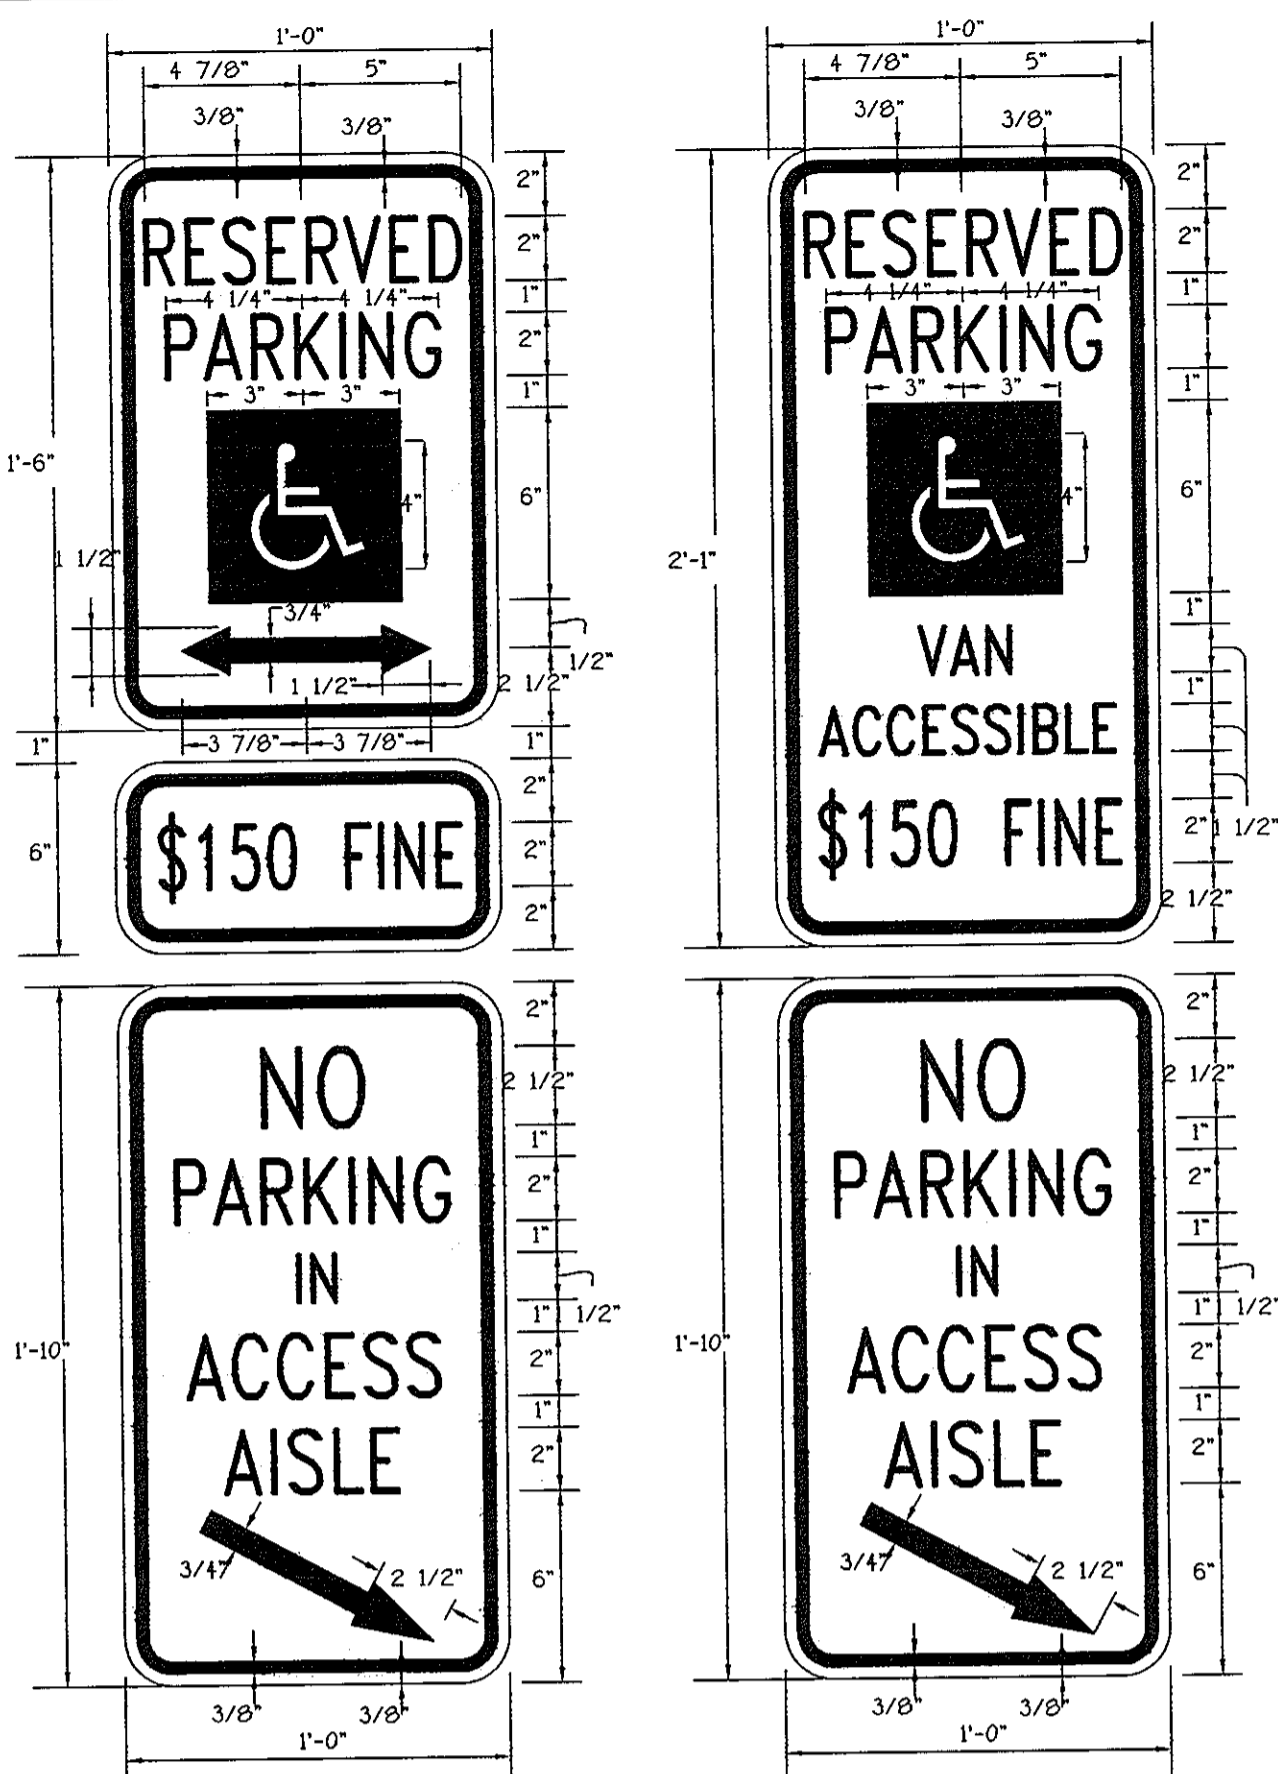 1'-0"
4 7/8" 5"
3/8" 3/8"
2"
RESERVED
2"
4 1/4" 4 1/4"
1"
PARKING
2"
3" 3"
1"
1'-6"
4"
6"
1 1/2"
3/4"
1/2"
1 1/2"
2 1/2"
3 7/8" 3 7/8"
1"
1"
2"
$150 FINE
6"
2"
2"
2"
NO
2 1/2"
1"
PARKING
2"
1"
IN
1" 1/2"
1'-10"
ACCESS
2"
1"
AISLE
2"
3/4"
2 1/2"
6"
3/8" 3/8"
1'-0"
1'-0"
4 7/8" 5"
3/8" 3/8"
2"
RESERVED
2"
4 1/4" 4 1/4"
1"
PARKING
3" 3"
1"
4"
6"
2'-1"
1"
VAN
1"
ACCESSIBLE
$150 FINE
2" 1 1/2"
2 1/2"
2"
NO
2 1/2"
1"
PARKING
2"
1"
IN
1" 1/2"
1'-10"
ACCESS
2"
1"
AISLE
2"
3/4"
2 1/2"
6"
3/8" 3/8"
1'-0"